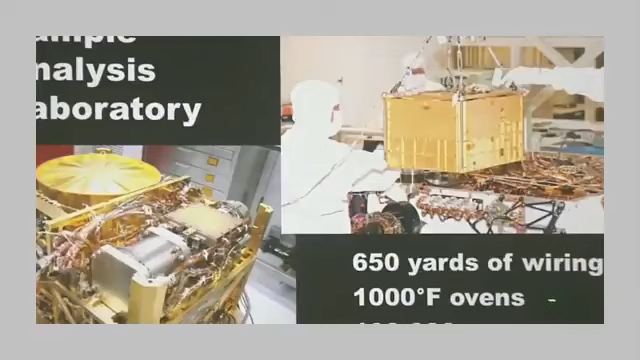 nalysis
aboratory
650 yards of wiring
1000°F ovens -